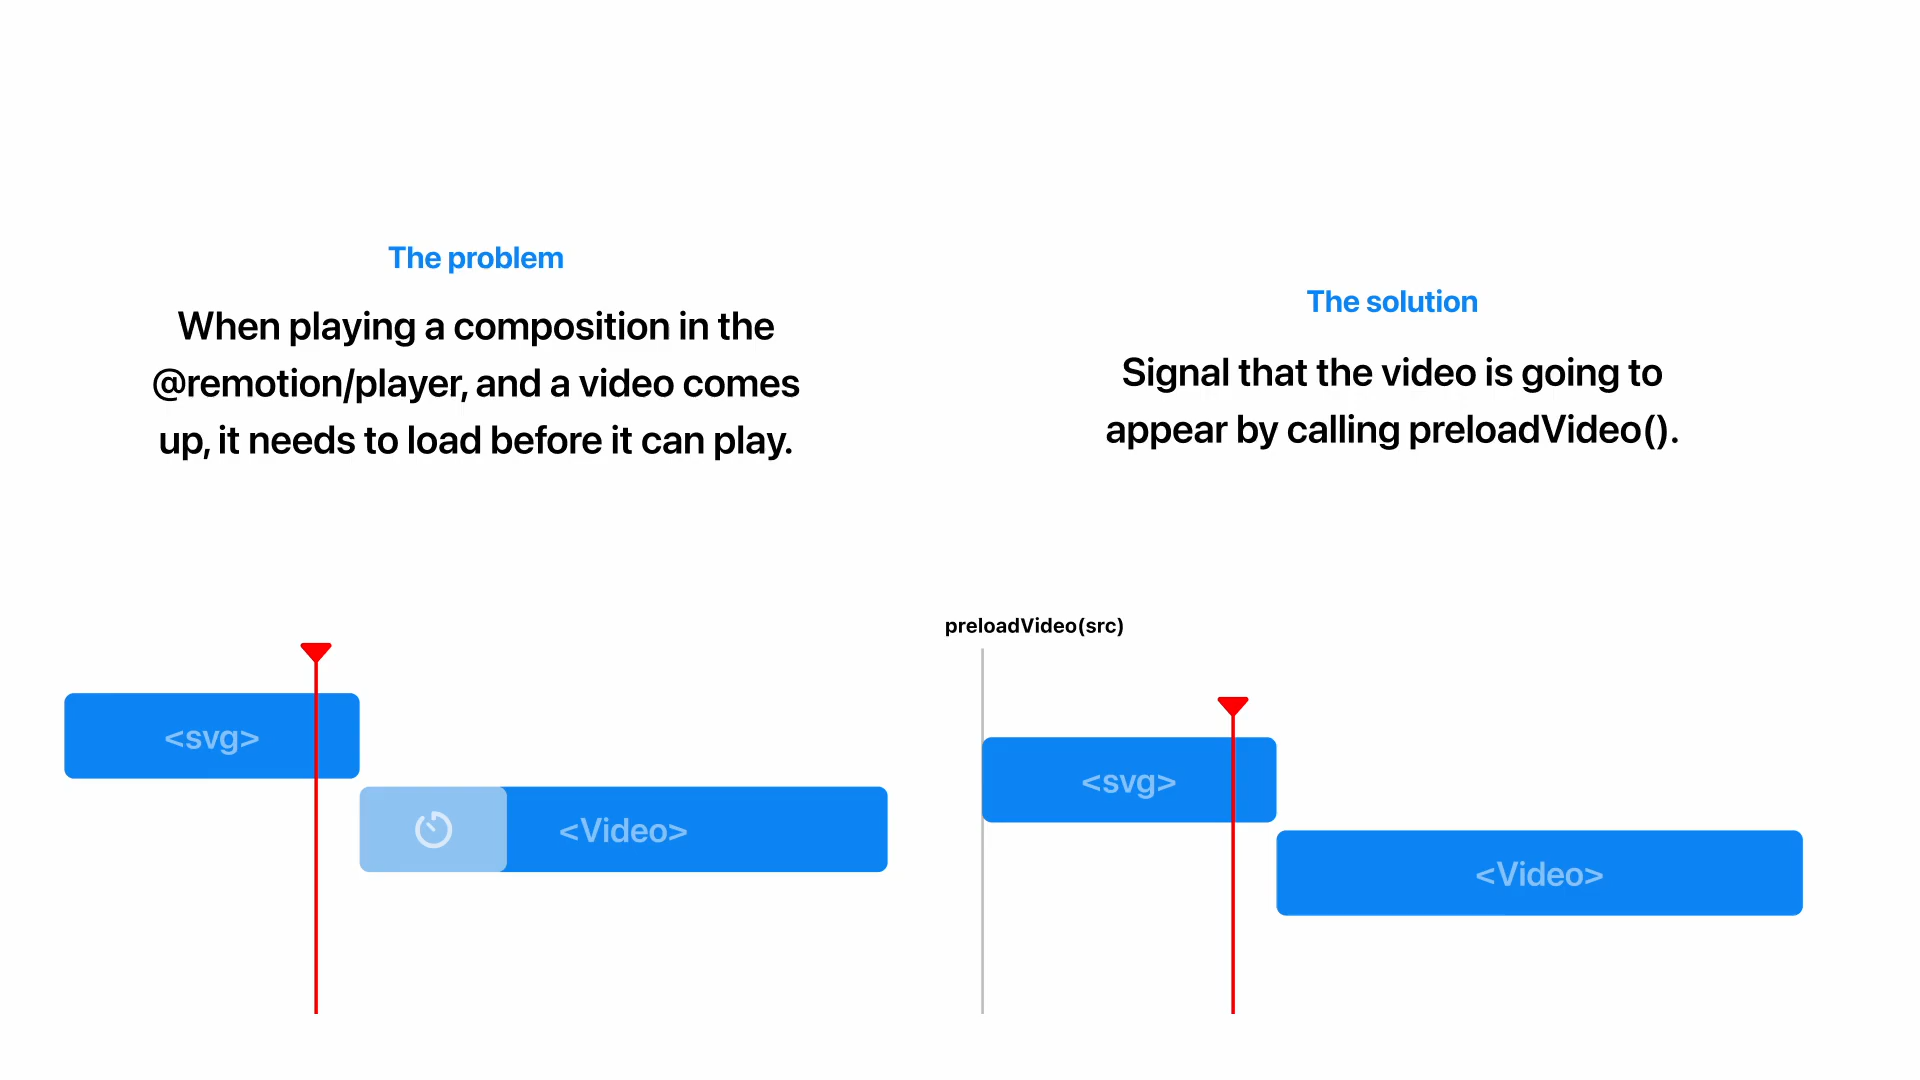 The problem
When playing a composition in the
@remotion/player, and a video comes
up, it needs to load before it can play.
<svg>
<Video>
The solution
Signal that the video is going to
appear by calling preloadVideo().
preloadVideo(src)
<svg>
<Video>